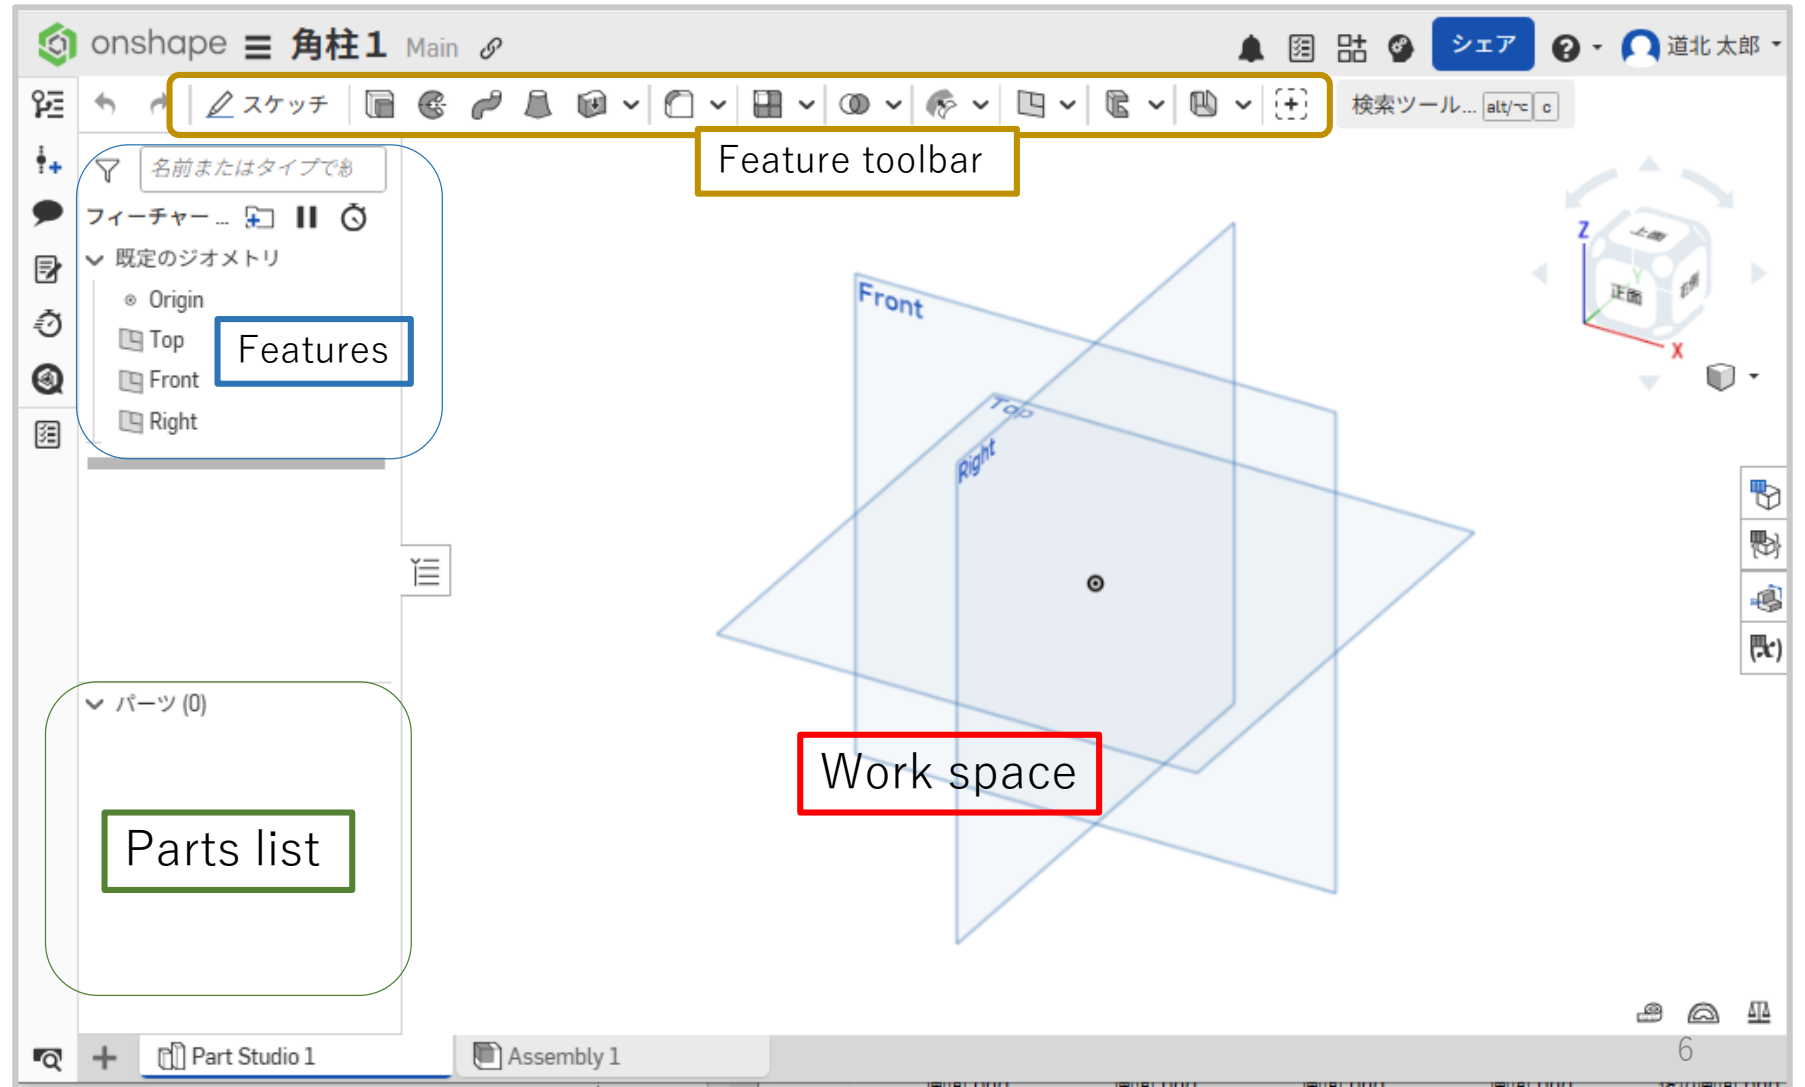 onshape 角柱1 Main
シェア
道北 太郎
スケッチ
検索ツール... alt/⌥ c
Feature toolbar
名前またはタイプで
フィーチャー ...
既定のジオメトリ
Origin
Top
Front
Right
Features
Front
Top
Right
Z
上面
Y
正面
右側
X
Work space
パーツ (0)
Parts list
(x)
Part Studio 1
Assembly 1
6